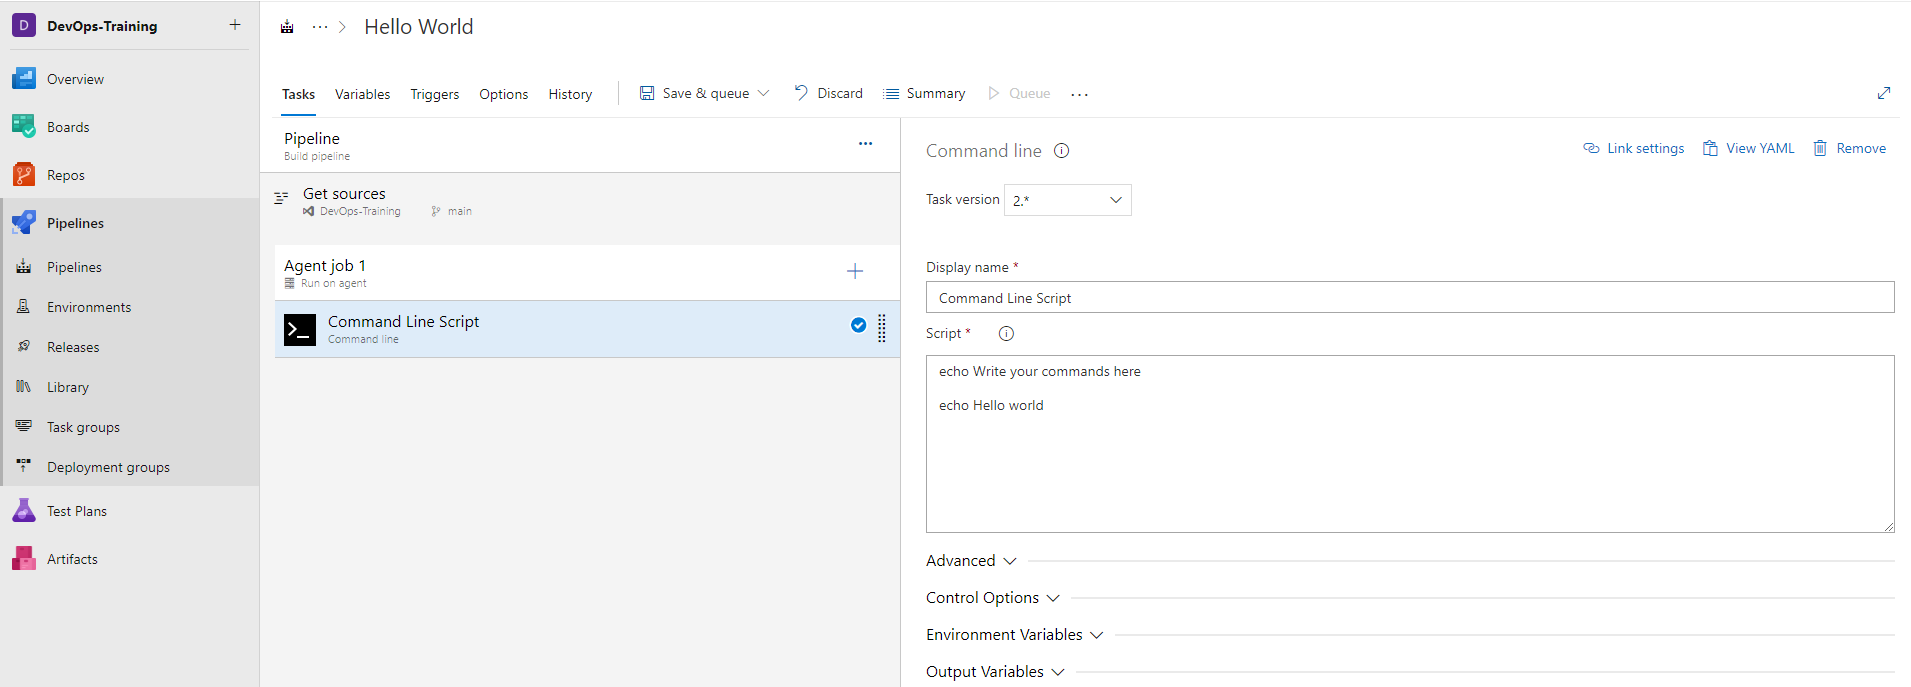 D DevOps-Training +
Overview
Boards
Repos
Pipelines
Pipelines
Environments
Releases
Library
Task groups
Deployment groups
Test Plans
Artifacts
··· > Hello World
Tasks Variables Triggers Options History Save & queue Discard Summary Queue ···
Pipeline
Build pipeline
Get sources
DevOps-Training main
Agent job 1
Run on agent
Command Line Script
Command line
Command line
Link settings View YAML Remove
Task version 2.*
Display name *
Command Line Script
Script *
echo Write your commands here
echo Hello world
Advanced
Control Options
Environment Variables
Output Variables